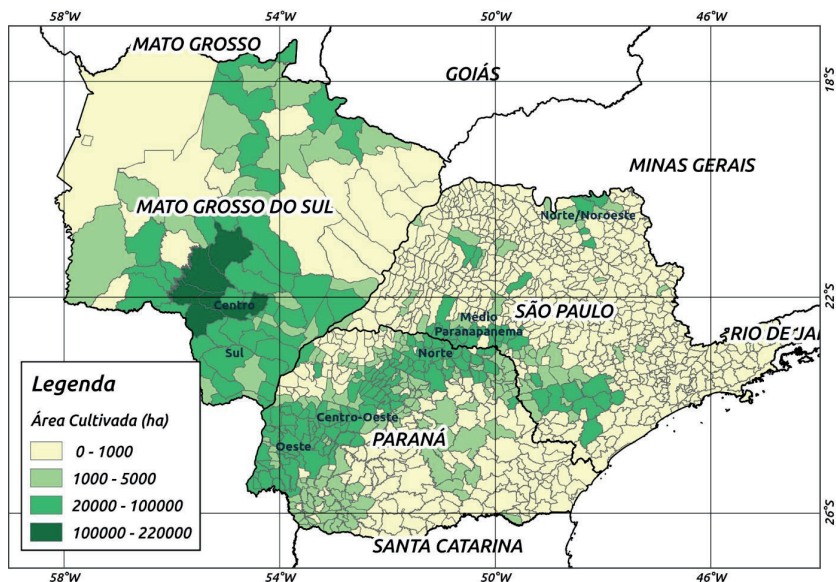 58°W 54°W 50°W 46°W
MATO GROSSO
18°S
GOIÁS
MINAS GERAIS
MATO GROSSO DO SUL
Norte/Noroeste
22°S
Centro
SÃO PAULO
Médio
Paranapanema
RIO DE JAI
Sul
Norte
Legenda
Área Cultivada (ha)
0 - 1000
1000 - 5000
20000 - 100000
100000 - 220000
Centro-Oeste
PARANÁ
Oeste
26°S
SANTA CATARINA
58°W 54°W 50°W 46°W